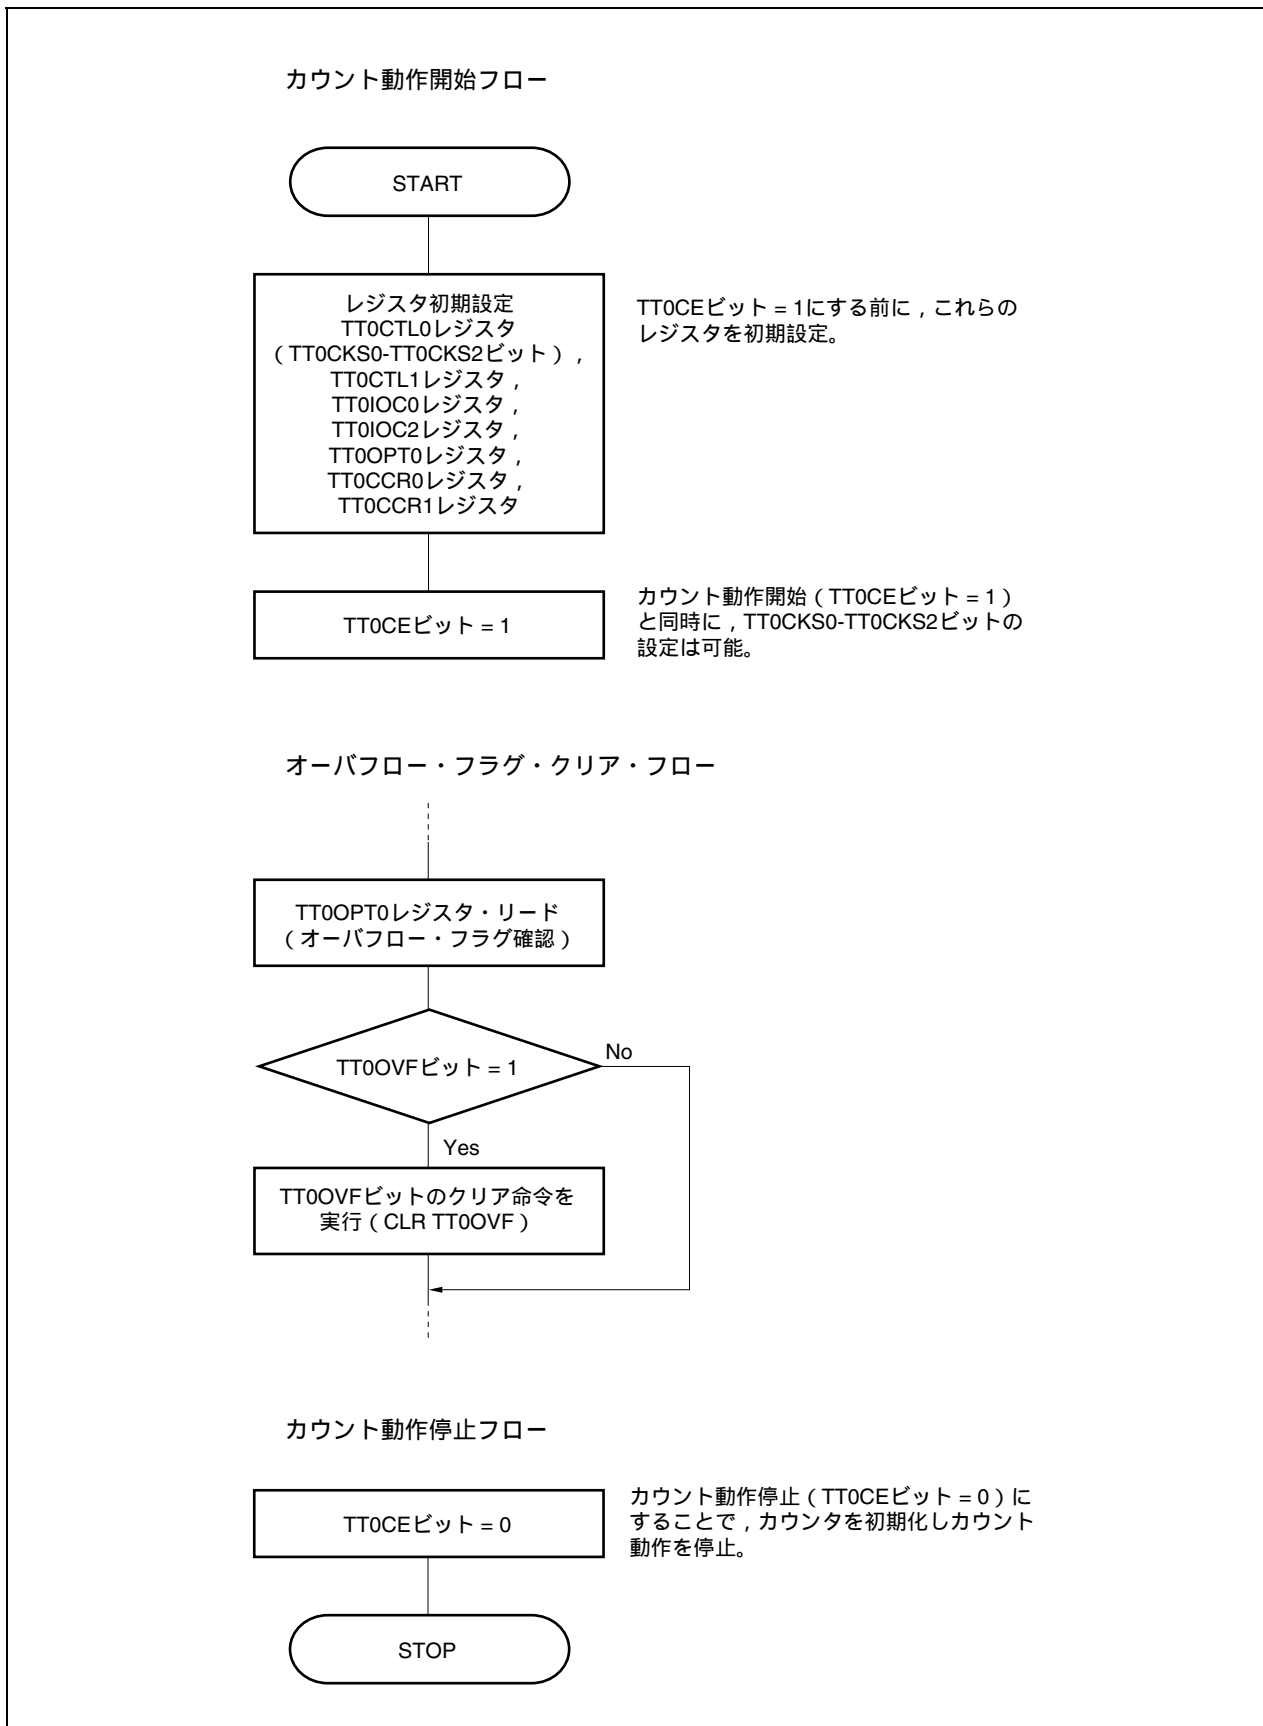 カウント動作開始フロー
START
レジスタ初期設定
TT0CTL0レジスタ
（TT0CKS0-TT0CKS2ビット），
TT0CTL1レジスタ，
TT0IOC0レジスタ，
TT0IOC2レジスタ，
TT0OPT0レジスタ，
TT0CCR0レジスタ，
TT0CCR1レジスタ
TT0CEビット = 1にする前に，これらの
レジスタを初期設定。
TT0CEビット = 1
カウント動作開始（TT0CEビット = 1）
と同時に，TT0CKS0-TT0CKS2ビットの
設定は可能。
オーバフロー・フラグ・クリア・フロー
TT0OPT0レジスタ・リード
（オーバフロー・フラグ確認）
TT0OVFビット = 1
No
Yes
TT0OVFビットのクリア命令を
実行（CLR TT0OVF）
カウント動作停止フロー
TT0CEビット = 0
カウント動作停止（TT0CEビット = 0）に
することで，カウンタを初期化しカウント
動作を停止。
STOP